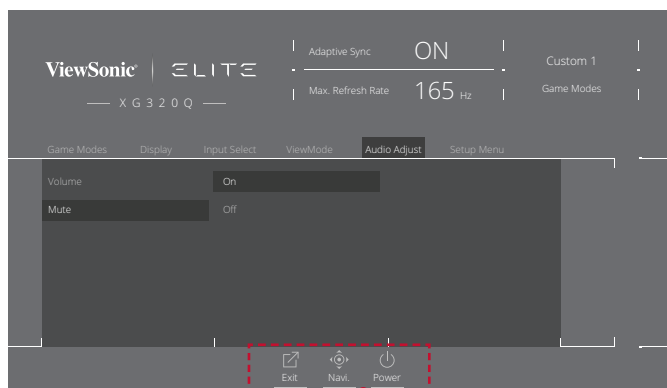 ViewSonic® ELITE
XG320Q
Adaptive Sync ON
Max. Refresh Rate 165 Hz
Custom 1
Game Modes
Game Modes Display Input Select ViewMode Audio Adjust Setup Menu
Volume On
Mute Off
Exit Navi. Power